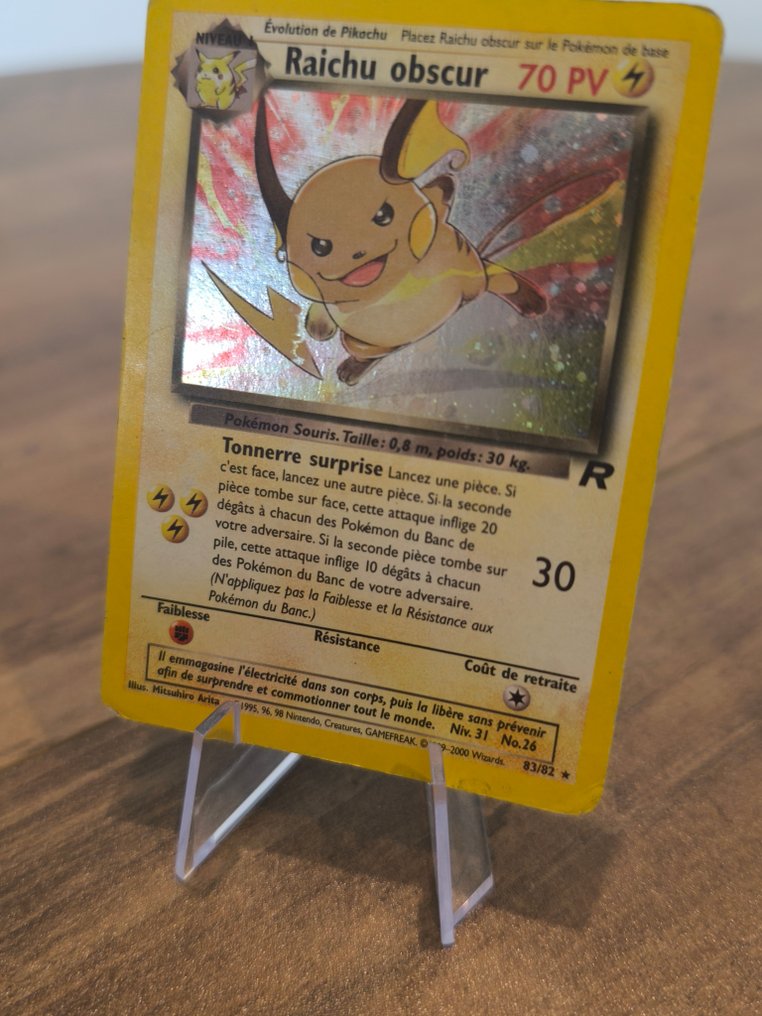 NIVEAU 1
Évolution de Pikachu Placez Raichu obscur sur le Pokémon de base
Raichu obscur 70 PV
Pokémon Souris. Taille : 0,8 m, poids : 30 kg.
R
Tonnerre surprise Lancez une pièce. Si
c'est face, lancez une autre pièce. Si la seconde
pièce tombe sur face, cette attaque inflige 20
dégâts à chacun des Pokémon du Banc de
votre adversaire. Si la seconde pièce tombe sur
pile, cette attaque inflige 10 dégâts à chacun
des Pokémon du Banc de votre adversaire.
(N'appliquez pas la Faiblesse et la Résistance aux
Pokémon du Banc.)
30
Faiblesse
Résistance
Coût de retraite
Il emmagasine l'électricité dans son corps, puis la libère sans prévenir
afin de surprendre et commotionner tout le monde. Niv. 31 No.26
Illus. Mitsuhiro Arita 1995, 96, 98 Nintendo, Creatures, GAMEFREAK. © -2000 Wizards. 83/82 ★